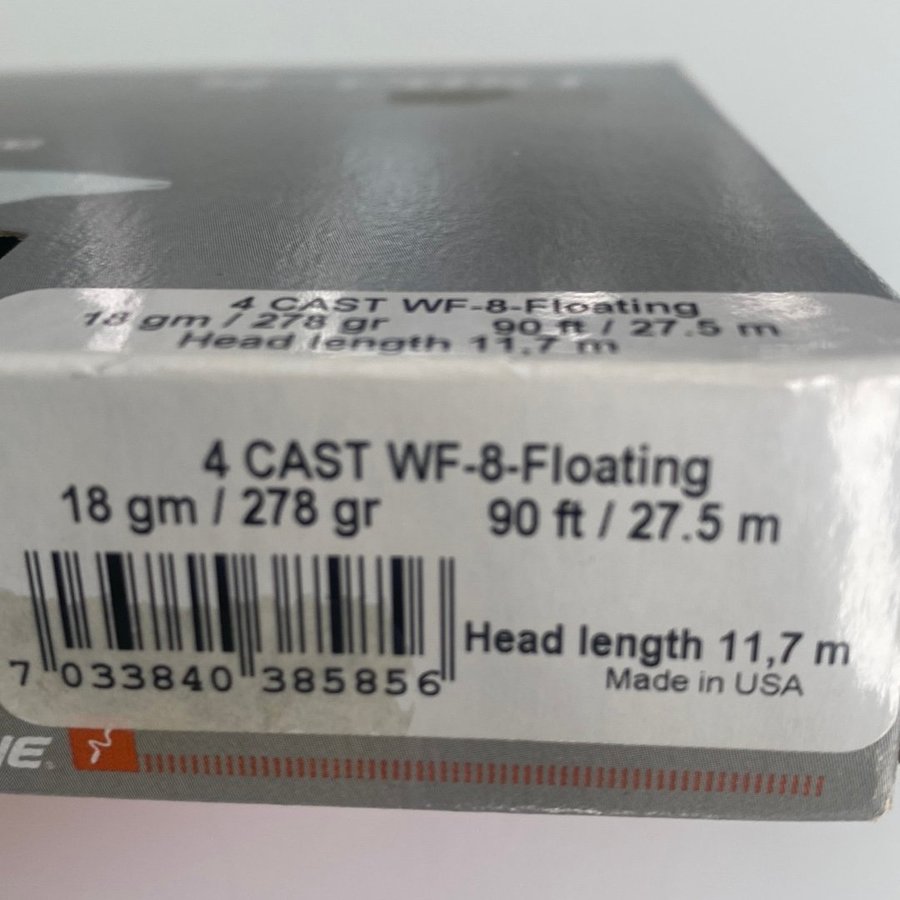 4 CAST WF-8-Floating
18 gm / 278 gr 90 ft / 27.5 m
Head length 11,7 m
4 CAST WF-8-Floating
18 gm / 278 gr 90 ft / 27.5 m
Head length 11,7 m
Made in USA
7 033840 385856